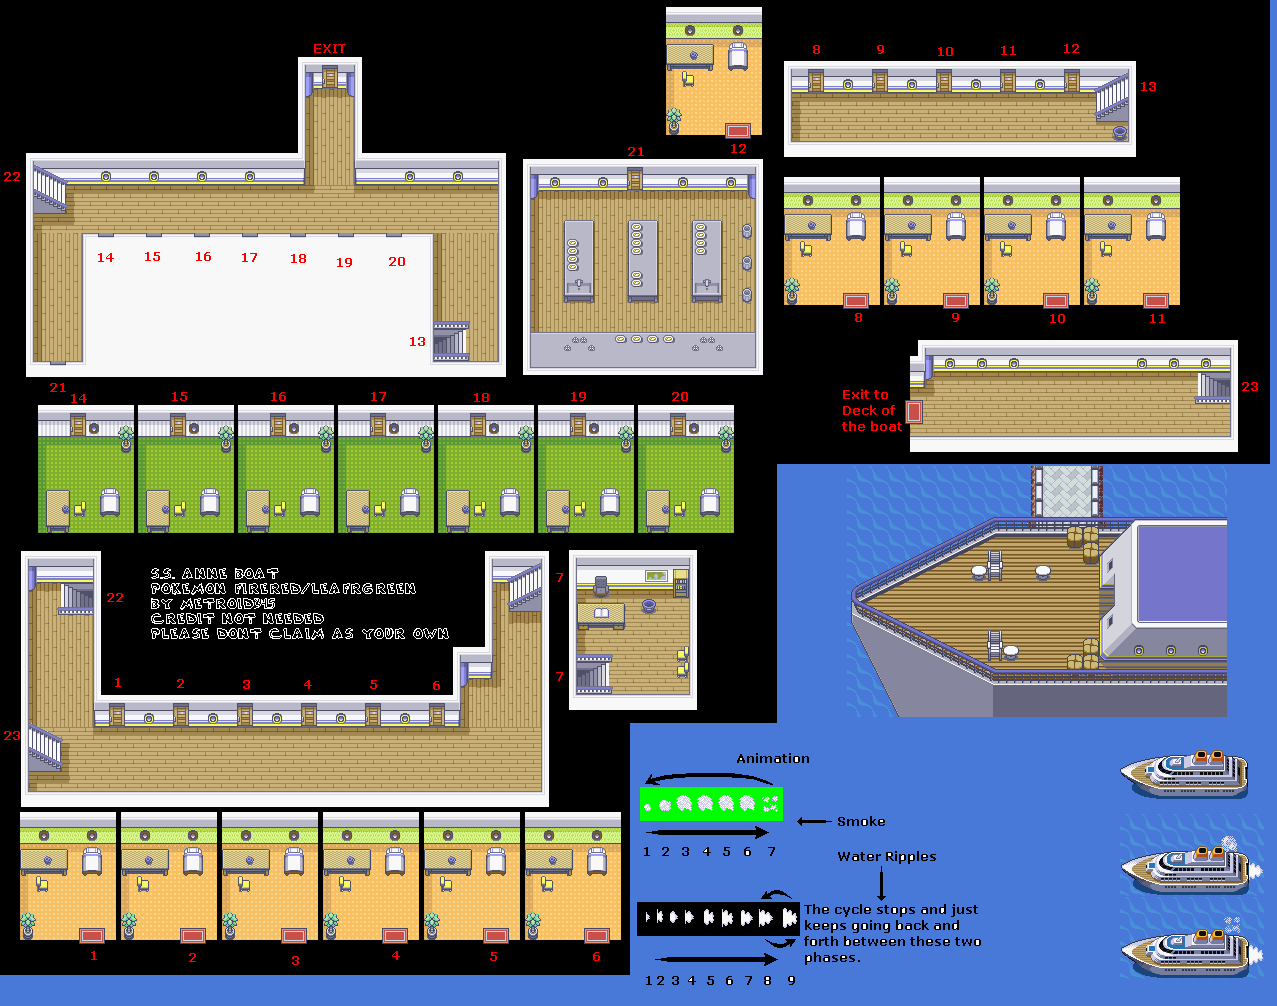 EXIT
8 9 10 11 12
13
12
21
22
14 15 16 17 18 19 20
13
8 9 10 11
21
14 15 16 17 18 19 20
Exit to
Deck of
the boat
23
S.S. ANNE BOAT
POKEMON FIRERED/LEAFRGREEN
BY METROID345
CREDIT NOT NEEDED
PLEASE DONT CLAIM AS YOUR OWN
22
7
7
1 2 3 4 5 6
23
Animation
Smoke
1 2 3 4 5 6 7
Water Ripples
The cycle stops and just
keeps going back and
forth between these two
phases.
1 2 3 4 5 6 7 8 9
1 2 3 4 5 6